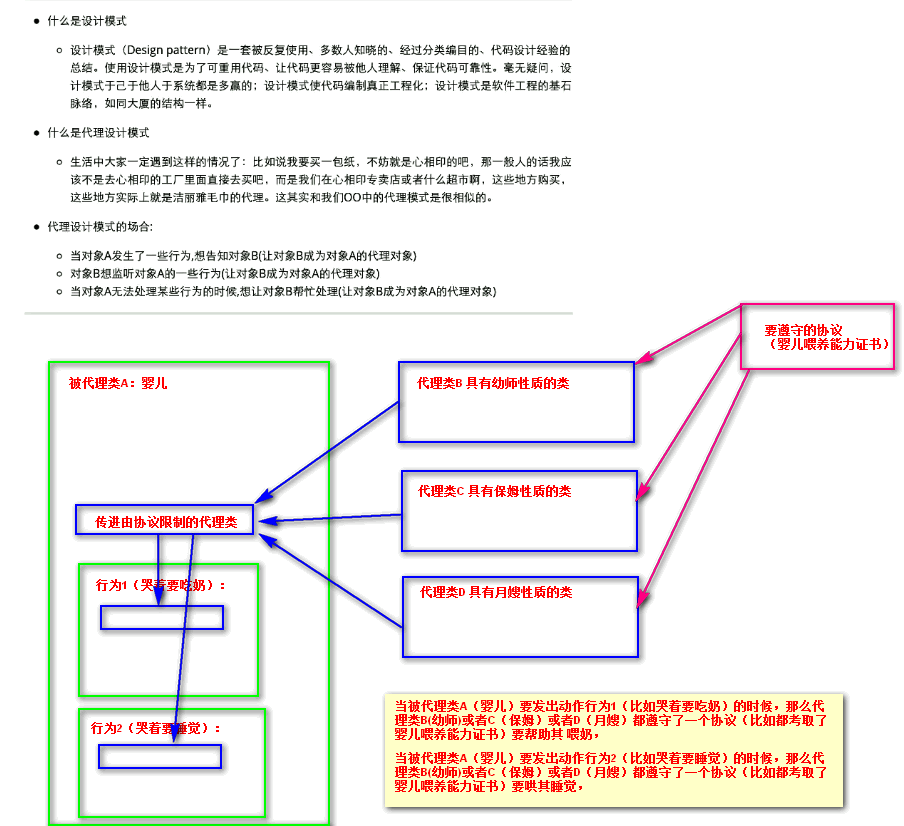 什么是设计模式
设计模式（Design pattern）是一套被反复使用、多数人知晓的、经过分类编目的、代码设计经验的
总结。使用设计模式是为了可重用代码、让代码更容易被他人理解、保证代码可靠性。毫无疑问，设
计模式于己于他人于系统都是多赢的；设计模式使代码编制真正工程化；设计模式是软件工程的基石
脉络，如同大厦的结构一样。
什么是代理设计模式
生活中大家一定遇到这样的情况了：比如说我要买一包纸，不妨就是心相印的吧，那一般人的话我应
该不是去心相印的工厂里面直接去买吧，而是我们在心相印专卖店或者什么超市啊，这些地方购买，
这些地方实际上就是洁丽雅毛巾的代理。这其实和我们OO中的代理模式是很相似的。
代理设计模式的场合:
当对象A发生了一些行为,想告知对象B(让对象B成为对象A的代理对象)
对象B想监听对象A的一些行为(让对象B成为对象A的代理对象)
当对象A无法处理某些行为的时候,想让对象B帮忙处理(让对象B成为对象A的代理对象)
要遵守的协议
（婴儿喂养能力证书）
被代理类A：婴儿
代理类B 具有幼师性质的类
代理类C 具有保姆性质的类
传进由协议限制的代理类
行为1（哭着要吃奶）：
代理类D 具有月嫂性质的类
行为2（哭着要睡觉）：
当被代理类A（婴儿）要发出动作行为1（比如哭着要吃奶）的时候，那么代
理类B(幼师)或者C（保姆）或者D（月嫂）都遵守了一个协议（比如都考取了
婴儿喂养能力证书）要帮助其 喂奶，
当被代理类A（婴儿）要发出动作行为2（比如哭着要睡觉）的时候，那么代
理类B(幼师)或者C（保姆）或者D（月嫂）都遵守了一个协议（比如都考取了
婴儿喂养能力证书）要哄其睡觉，